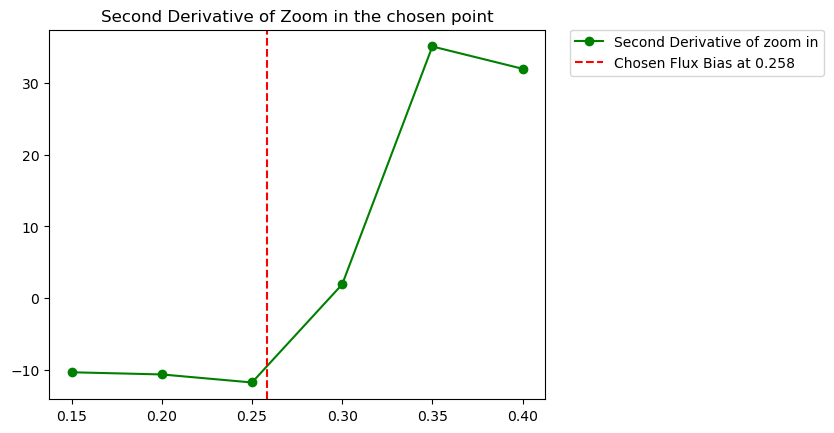 Second Derivative of Zoom in the chosen point
Second Derivative of zoom in
Chosen Flux Bias at 0.258
30
20
10
0
−10
0.15 0.20 0.25 0.30 0.35 0.40